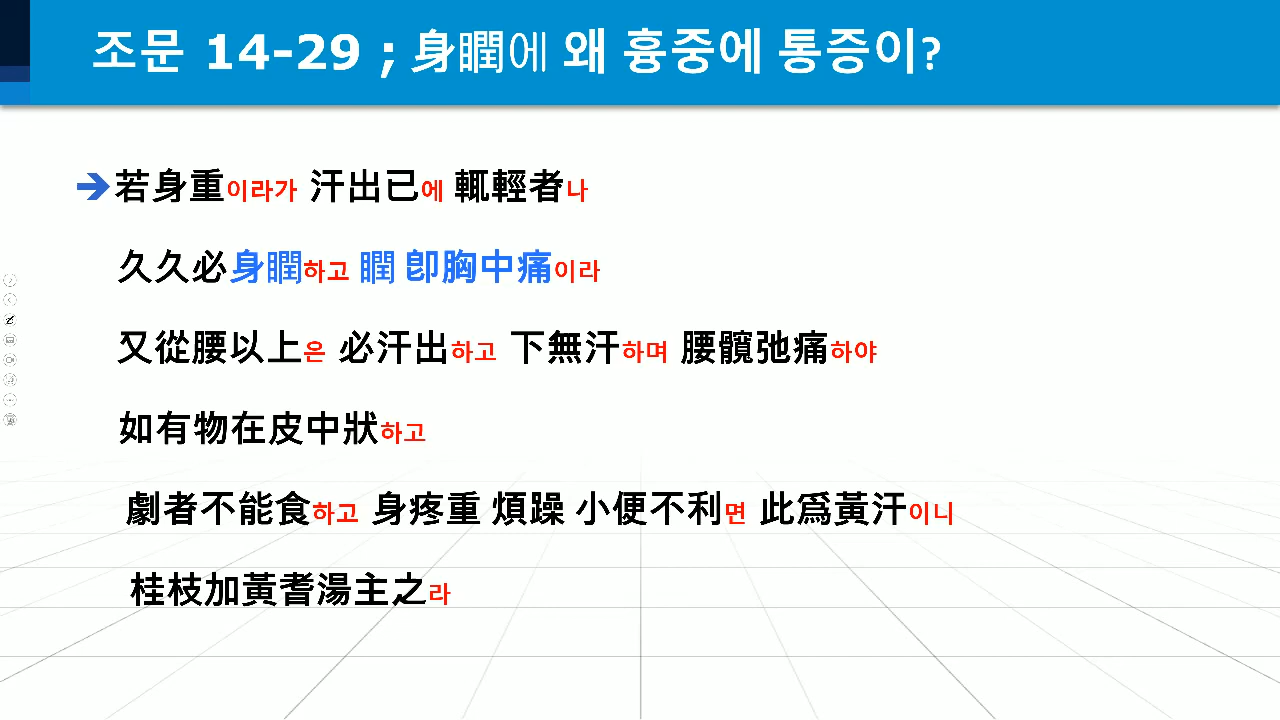 조문 14-29 ; 身瞤에 왜 흉중에 통증이?
若身重이라가 汗出已에 輒輕者나
久久必身瞤하고 瞤 卽胸中痛이라
又從腰以上은 必汗出하고 下無汗하며 腰髖弛痛하야
如有物在皮中狀하고
劇者不能食하고 身疼重 煩躁 小便不利면 此爲黃汗이니
桂枝加黃耆湯主之라